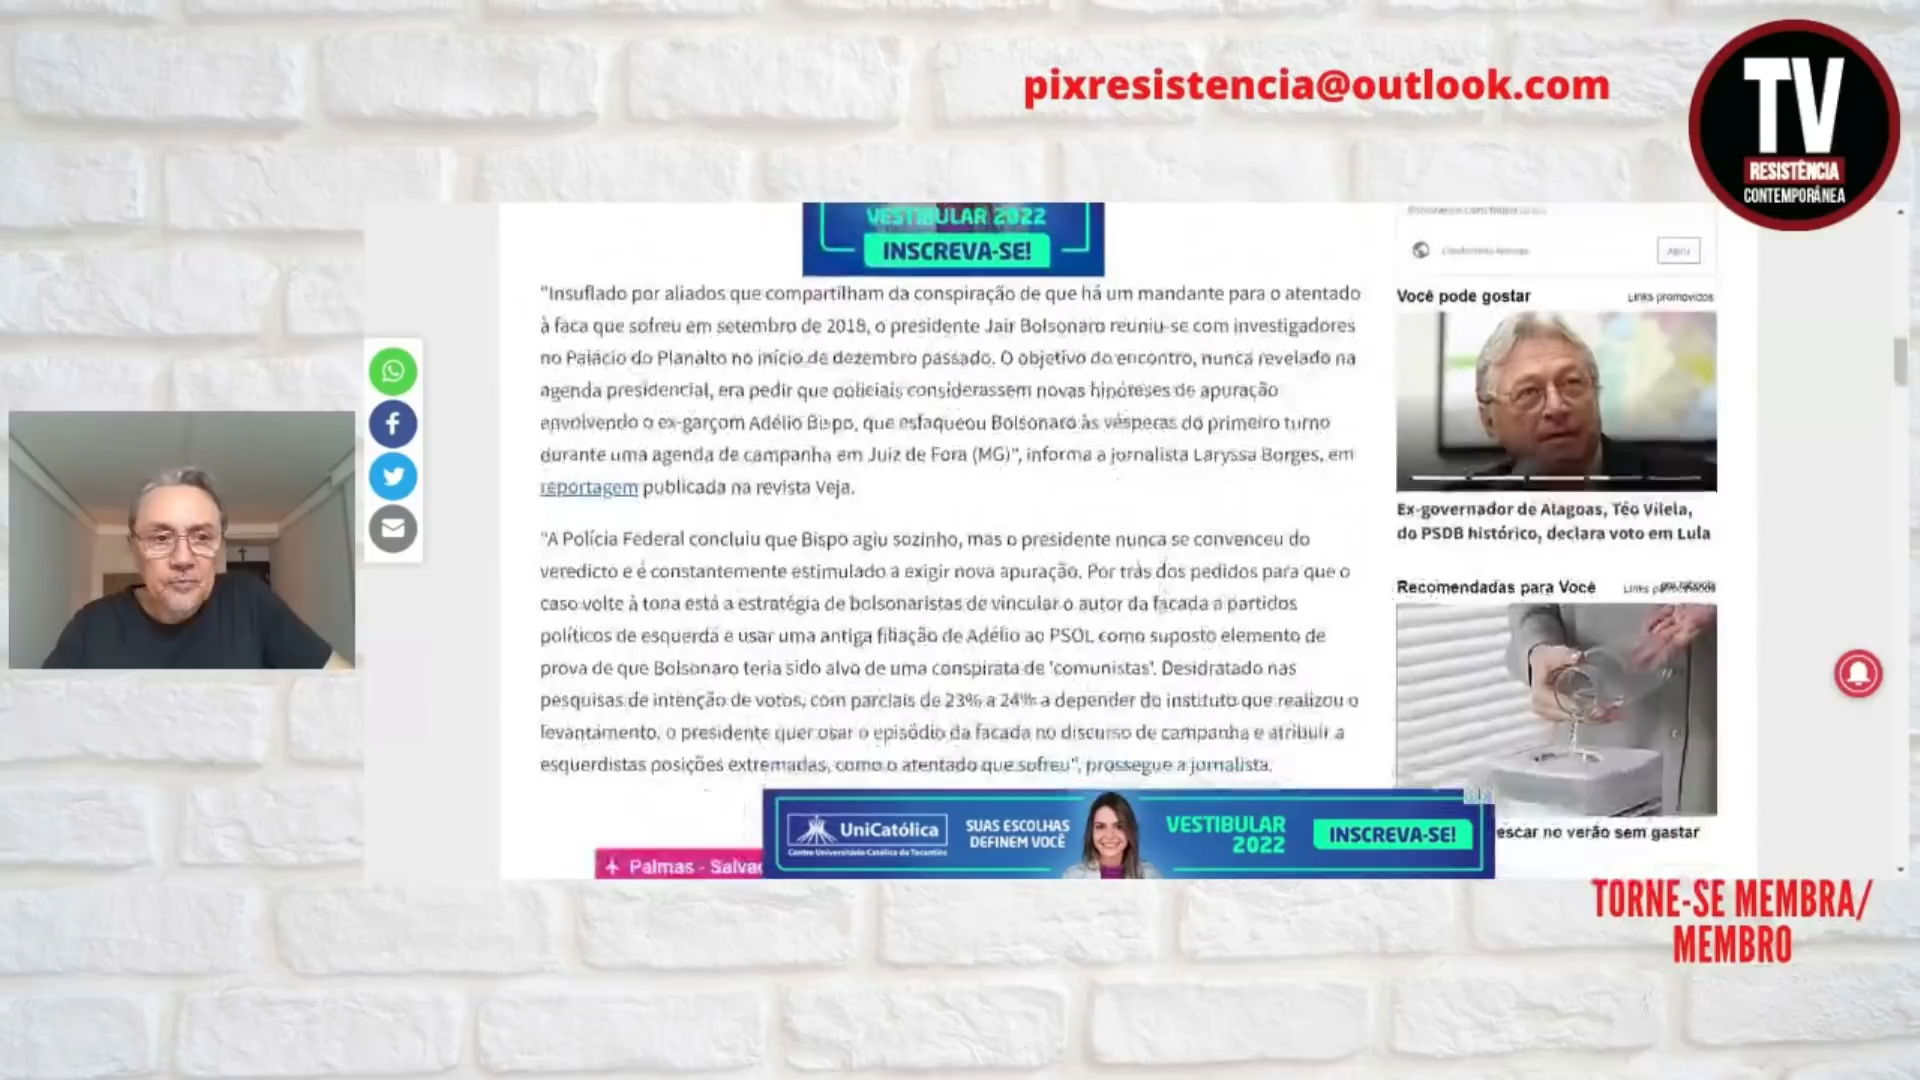 pixresistencia@outlook.com
TV
RESISTÊNCIA
CONTEMPORÂNEA
VESTIBULAR 2022
INSCREVA-SE!
"Insuflado por aliados que compartilham da conspiração de que há um mandante para o atentado
à faca que sofreu em setembro de 2018, o presidente Jair Bolsonaro reuniu-se com investigadores
no Palácio do Planalto no início de dezembro passado. O objetivo do encontro, nunca revelado na
agenda presidencial, era pedir que policiais considerassem novas hipóteses de apuração
envolvendo o ex-garçom Adélio Bispo, que esfaqueou Bolsonaro às vésperas do primeiro turno
durante uma agenda de campanha em Juiz de Fora (MG)", informa a jornalista Laryssa Borges, em
reportagem publicada na revista Veja.
"A Polícia Federal concluiu que Bispo agiu sozinho, mas o presidente nunca se convenceu do
veredicto e é constantemente estimulado a exigir nova apuração. Por trás dos pedidos para que o
caso volte à tona está a estratégia de bolsonaristas de vincular o autor da facada a partidos
políticos de esquerda e usar uma antiga filiação de Adélio ao PSOL como suposto elemento de
prova de que Bolsonaro teria sido alvo de uma conspirata de 'comunistas'. Desidratado nas
pesquisas de intenção de votos, com parciais de 23% a 24% a depender do instituto que realizou o
levantamento, o presidente quer usar o episódio da facada no discurso de campanha e atribuir a
esquerdistas posições extremadas, como o atentado que sofreu", prossegue a jornalista.
Você pode gostar
Links promovidos
Ex-governador de Alagoas, Téo Vilela,
do PSDB histórico, declara voto em Lula
Recomendadas para Você
Links
escar no verão sem gastar
Palmas - Salva
UniCatólica
Centro Universitário Católica do Tocantins
SUAS ESCOLHAS
DEFINEM VOCÊ
VESTIBULAR
2022
INSCREVA-SE!
TORNE-SE MEMBRA/
MEMBRO